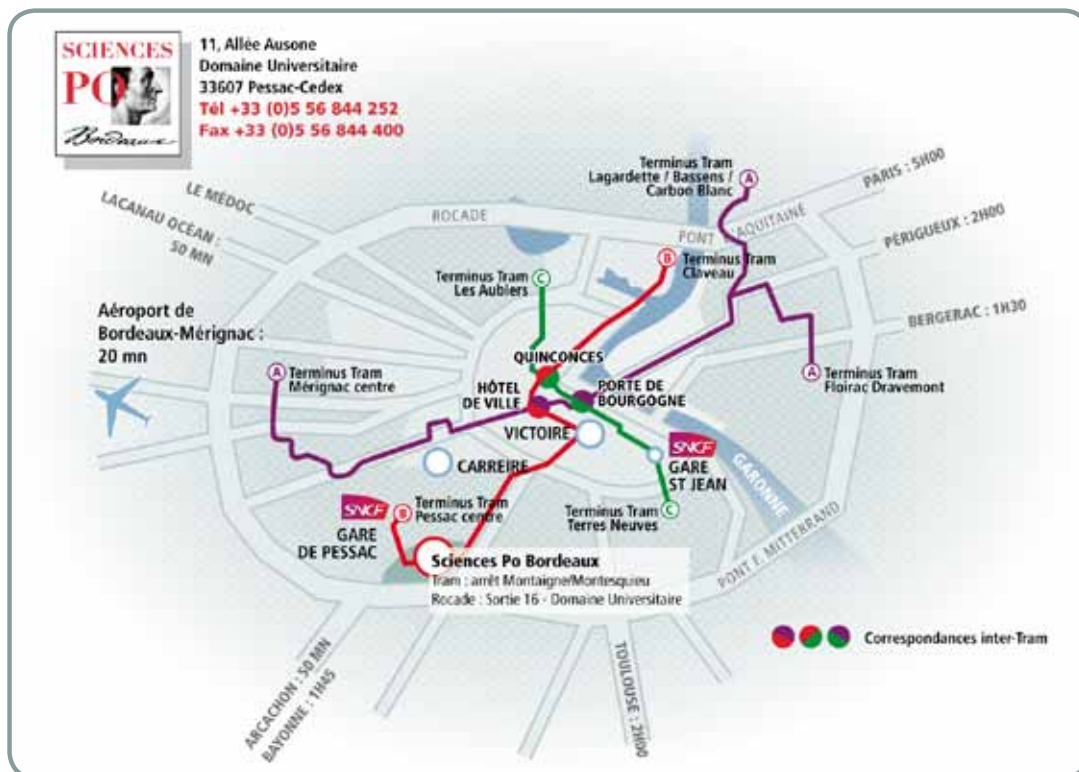 SCIENCES
PO
Bordeaux
11, Allée Ausone
Domaine Universitaire
33607 Pessac-Cedex
Tél +33 (0)5 56 844 252
Fax +33 (0)5 56 844 400
LE MÉDOC
LACANAU OCÉAN :
50 MN
ROCADE
Terminus Tram
Lagardette / Bassens /
Carbon Blanc
A
PARIS : 5H00
PONT D'AQUITAINE
PÉRIGUEUX : 2H00
B
Terminus Tram
Claveau
Terminus Tram
Les Aubiers
C
BERGERAC : 1H30
Aéroport de
Bordeaux-Mérignac :
20 mn
A
Terminus Tram
Mérignac centre
QUINCONCES
HÔTEL
DE VILLE
PORTE DE
BOURGOGNE
A
Terminus Tram
Floirac Dravemont
VICTOIRE
CARREIRE
SNCF
GARE
ST JEAN
GARONNE
SNCF
GARE
DE PESSAC
B
Terminus Tram
Pessac centre
Terminus Tram
Terres Neuves
C
PONT F. MITTERRAND
Sciences Po Bordeaux
Tram : arrêt Montaigne/Montesquieu
Rocade : Sortie 16 - Domaine Universitaire
Correspondances inter-Tram
ARCACHON : 50 MN
BAYONNE : 1H45
TOULOUSE : 2H00